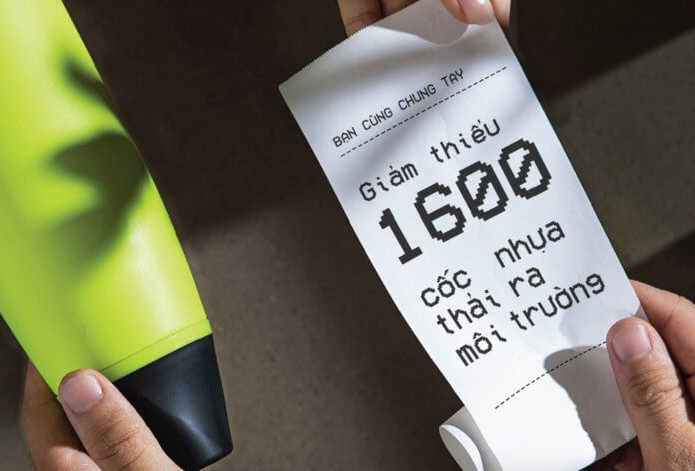 BẠN CÙNG CHUNG TAY
Giảm thiểu
1600
cốc nhựa
thải ra
môi trường